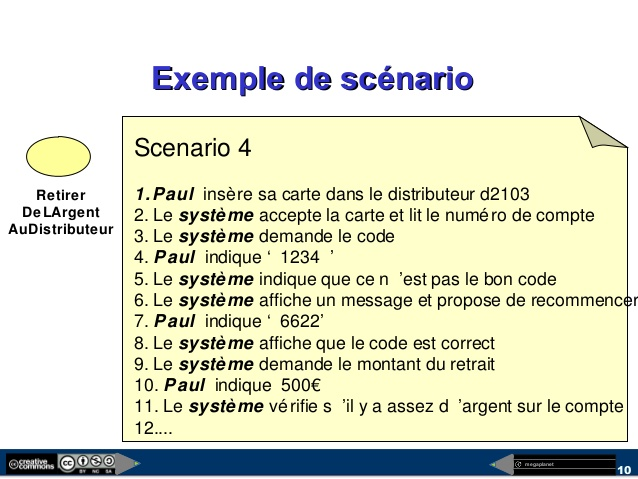 Exemple de scénario
Scenario 4
Retirer
DeLArgent
AuDistributeur
1. Paul insère sa carte dans le distributeur d2103
2. Le système accepte la carte et lit le numéro de compte
3. Le système demande le code
4. Paul indique ‘ 1234 ’
5. Le système indique que ce n ’est pas le bon code
6. Le système affiche un message et propose de recommencer
7. Paul indique ‘ 6622’
8. Le système affiche que le code est correct
9. Le système demande le montant du retrait
10. Paul indique 500€
11. Le système vérifie s ’il y a assez d ’argent sur le compte
12....
creative commons
BY NC SA
megaplanet
10